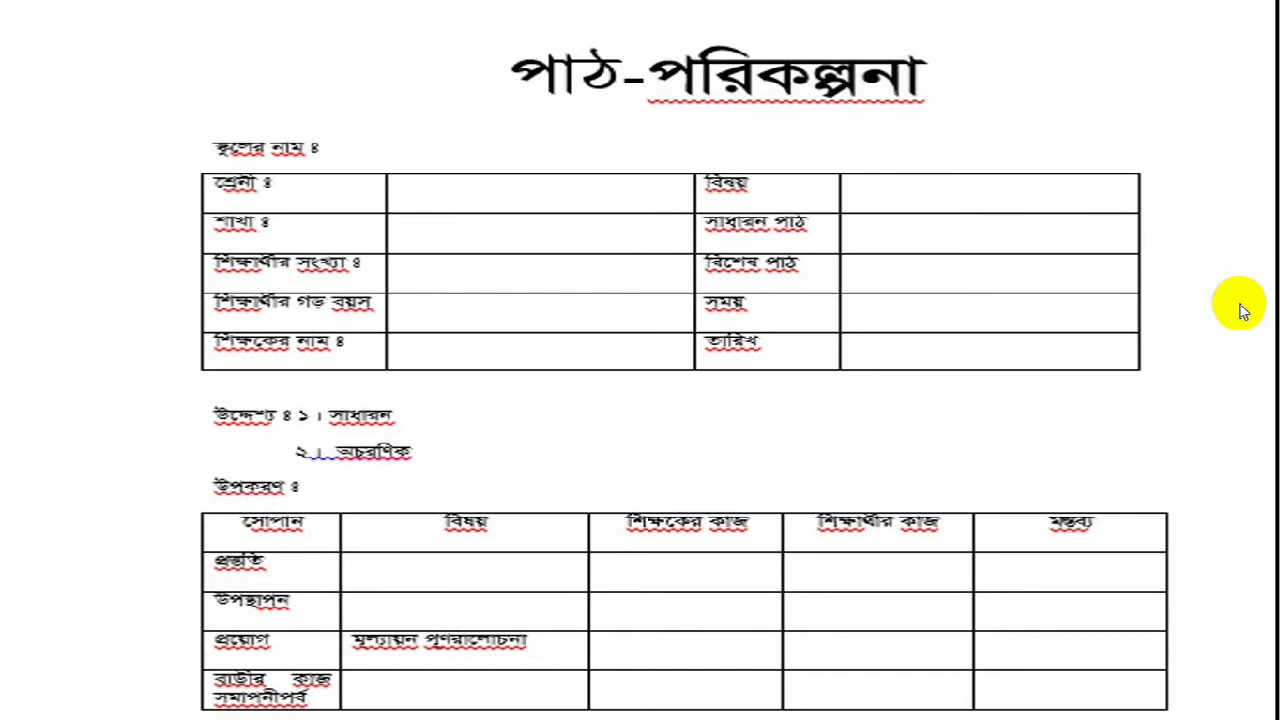 পাঠ-পরিকল্পনা
স্কুলের নাম ঃ
শ্রেনী ঃ বিষয়
শাখা ঃ সাধারন পাঠ
শিক্ষার্থীর সংখ্যা ঃ বিশেষ পাঠ
শিক্ষার্থীর গড় বয়স সময়
শিক্ষকের নাম ঃ তারিখ
উদ্দেশ্য ঃ ১। সাধারন
২। অচরণিক
উপকরণ ঃ
সোপান বিষয় শিক্ষকের কাজ শিক্ষার্থীর কাজ মন্তব্য
প্রস্তুতি
উপস্থাপন
প্রয়োগ মূল্যায়ন পুণরালোচনা
বাড়ীর কাজ
সমাপনীপর্ব